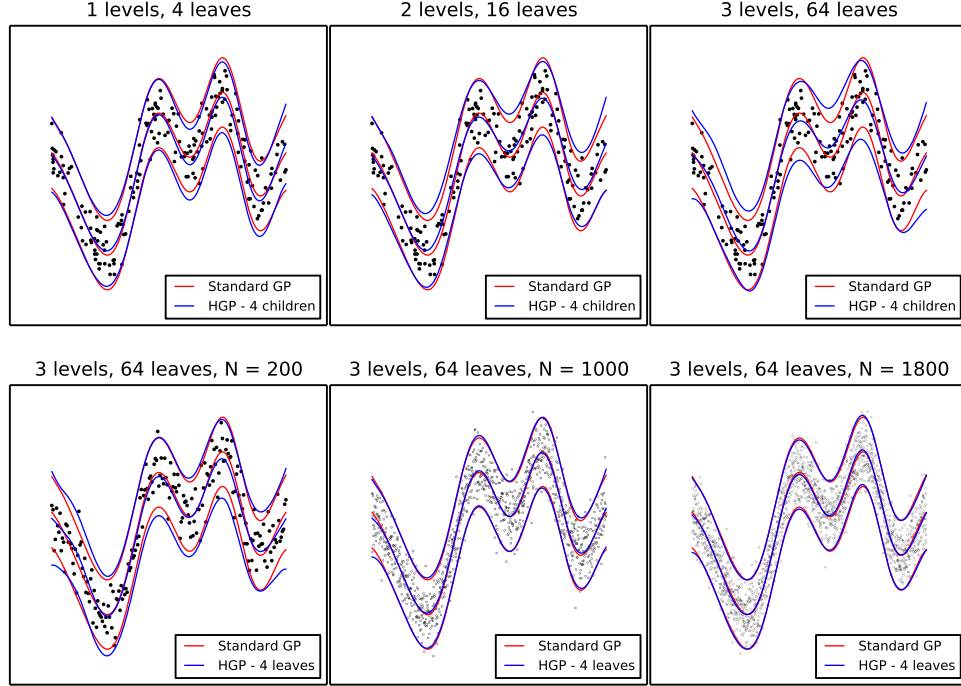 1 levels, 4 leaves
2 levels, 16 leaves
3 levels, 64 leaves
Standard GP
HGP - 4 children
Standard GP
HGP - 4 children
Standard GP
HGP - 4 children
3 levels, 64 leaves, N = 200
3 levels, 64 leaves, N = 1000
3 levels, 64 leaves, N = 1800
Standard GP
HGP - 4 leaves
Standard GP
HGP - 4 leaves
Standard GP
HGP - 4 leaves